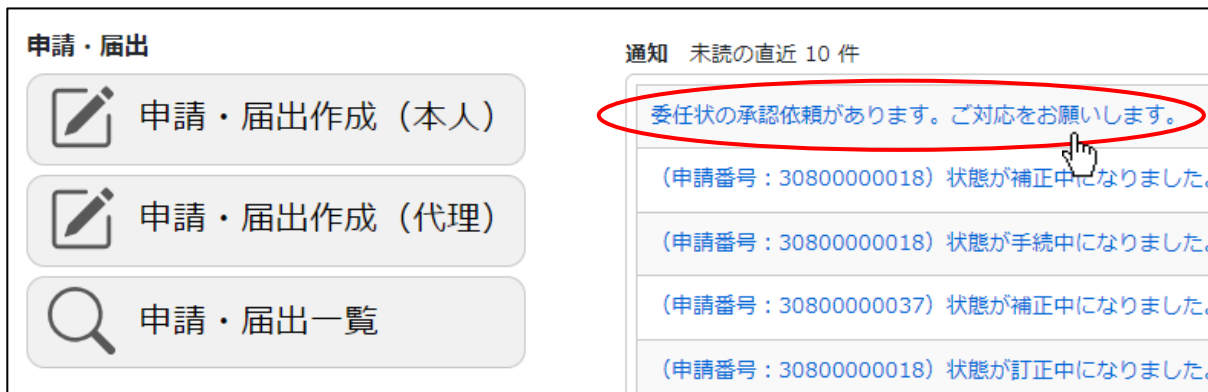 申請・届出
申請・届出作成（本人）
申請・届出作成（代理）
申請・届出一覧
通知 未読の直近 10 件
委任状の承認依頼があります。ご対応をお願いします。
（申請番号：30800000018）状態が補正中になりました。
（申請番号：30800000018）状態が手続中になりました。
（申請番号：30800000037）状態が補正中になりました。
（申請番号：30800000018）状態が訂正中になりました。